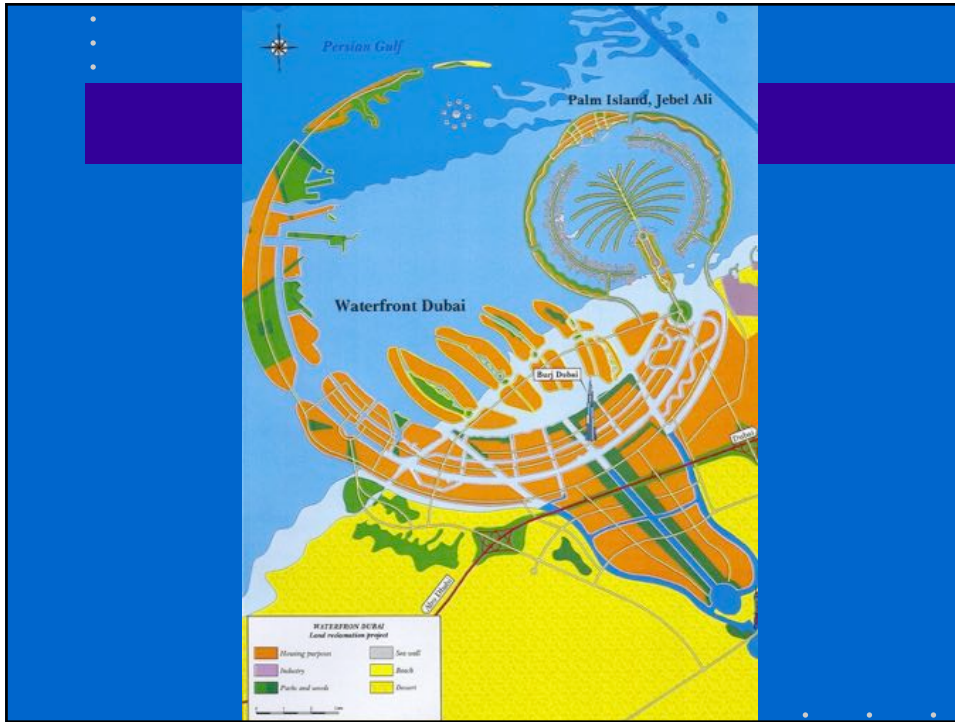 Persian Gulf
Palm Island, Jebel Ali
Waterfront Dubai
Burj Dubai
Dubai
Abu Dhabi
WATERFRON DUBAI
Land reclamation project
Housing purposes
Sea wall
Industry
Beach
Parks and woods
Desert